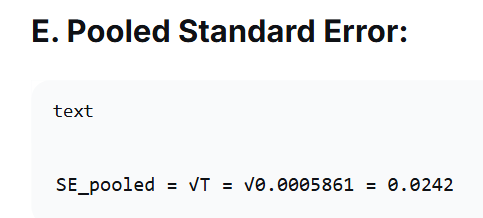 E. Pooled Standard Error:
text
SE_pooled = √T = √0.0005861 = 0.0242